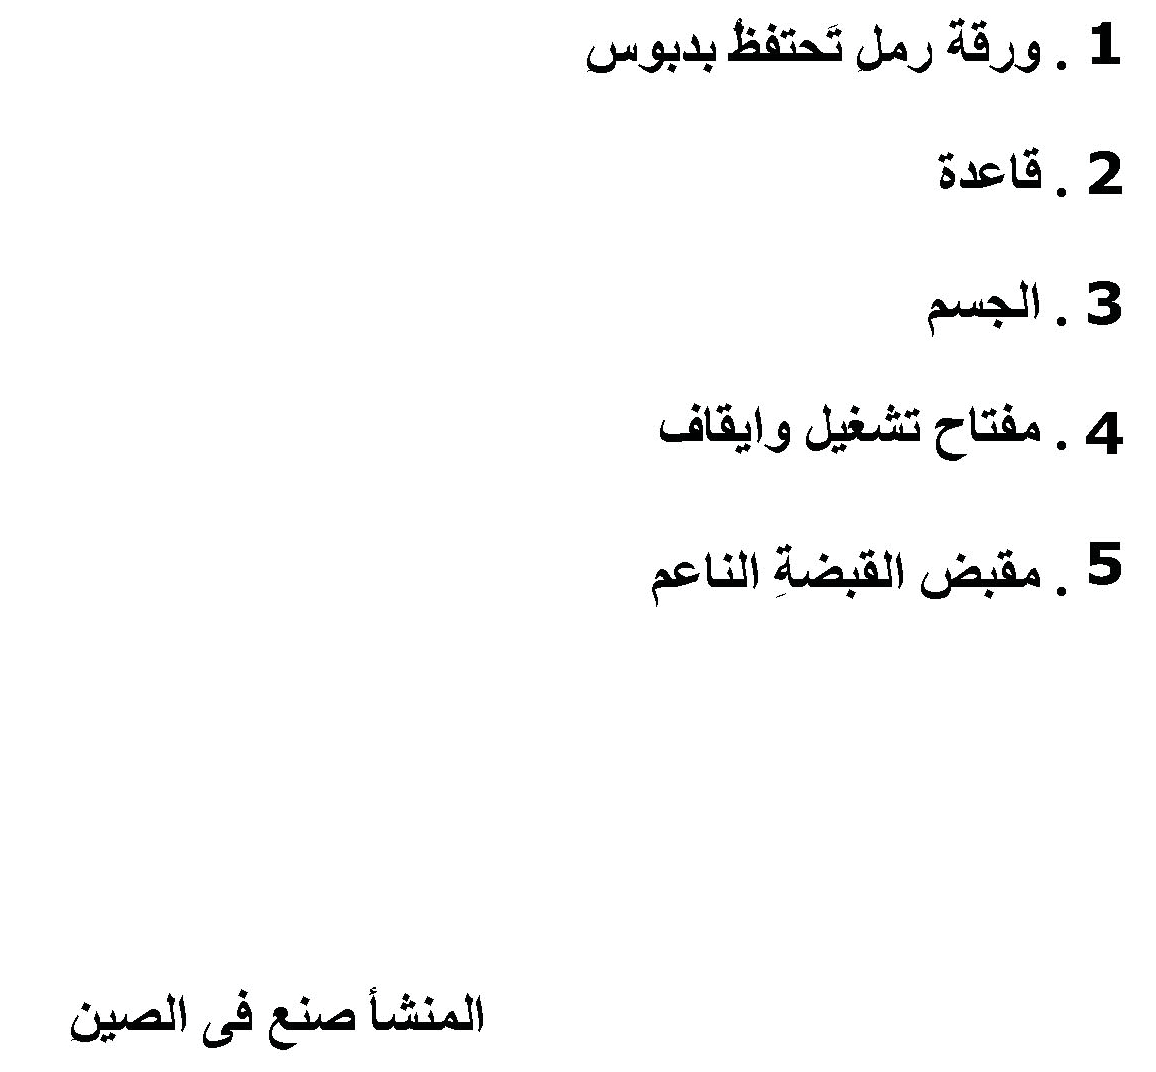 1 . ورقة رملِ تَحتفظُ بدبوسِ
2 . قاعدة
3 . الجسم
4 . مفتاح تشغيل وايقاف
5 . مقبض القبضةِ الناعم
المنشأ صنع فى الصينِ